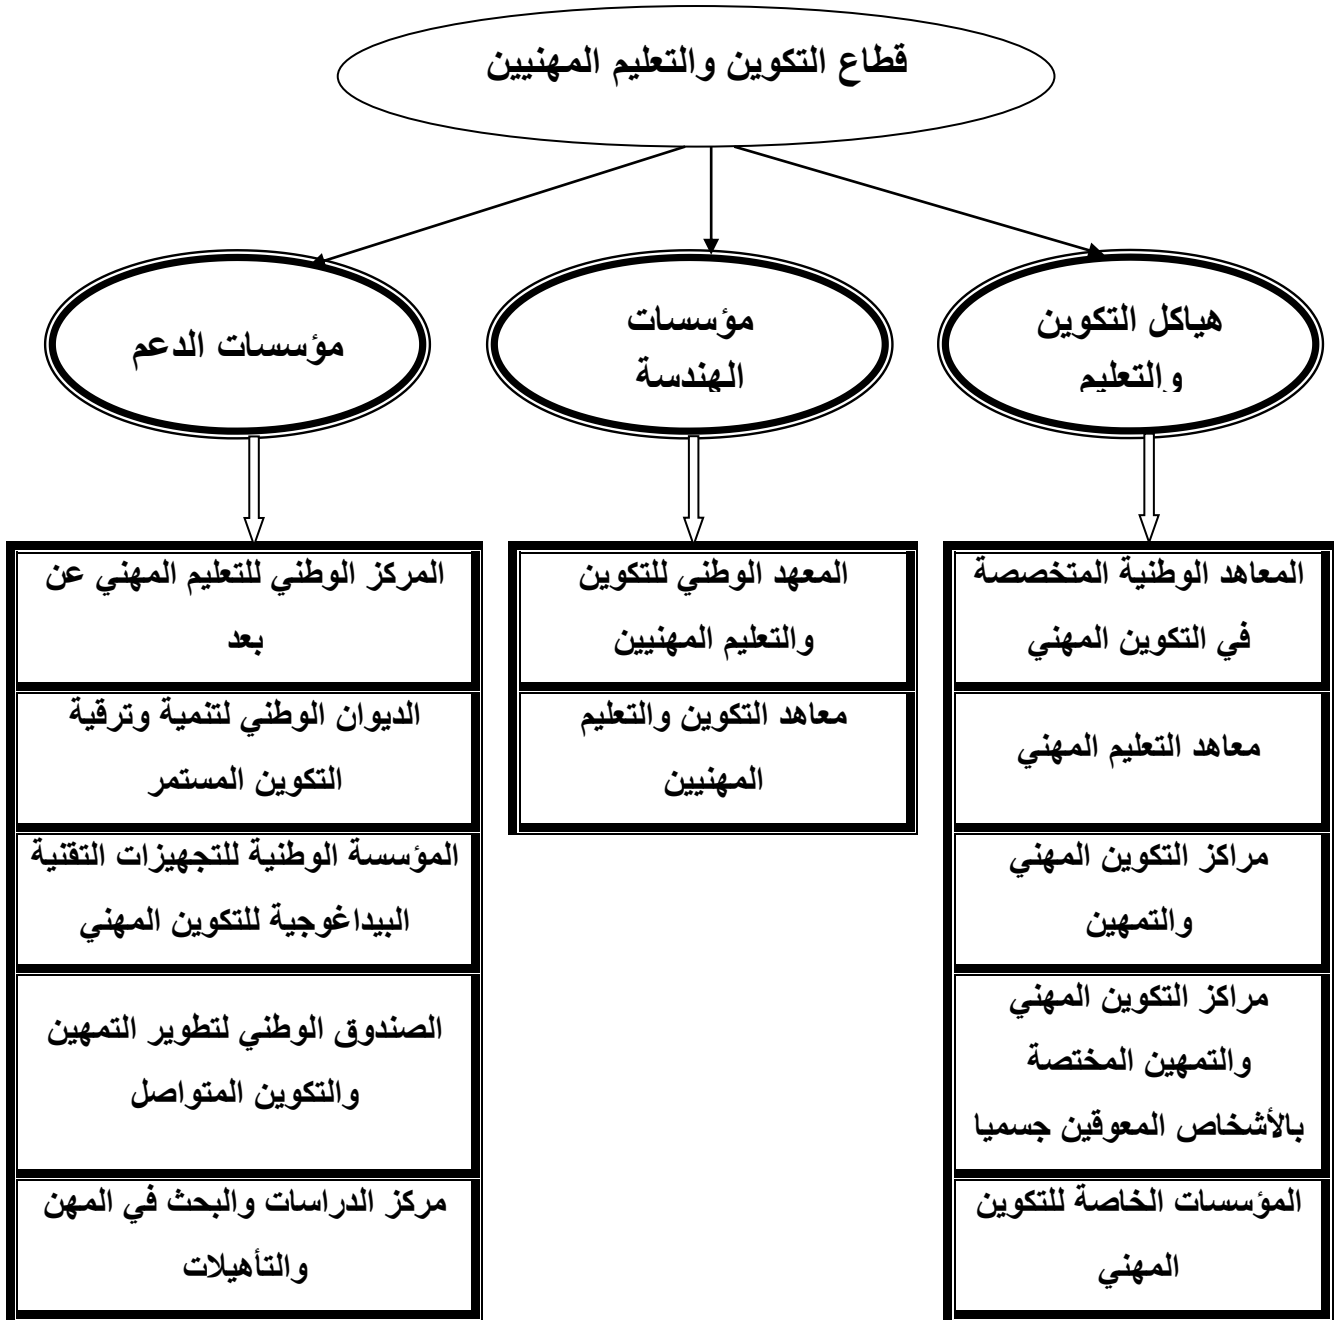 قطاع التكوين والتعليم المهنيين
هياكل التكوين
والتعليم
مؤسسات
الهندسة
مؤسسات الدعم
المعاهد الوطنية المتخصصة
في التكوين المهني
معاهد التعليم المهني
مراكز التكوين المهني
والتمهين
مراكز التكوين المهني
والتمهين المختصة
بالأشخاص المعوقين جسميا
المؤسسات الخاصة للتكوين
المهني
المعهد الوطني للتكوين
والتعليم المهنيين
معاهد التكوين والتعليم
المهنيين
المركز الوطني للتعليم المهني عن
بعد
الديوان الوطني لتنمية وترقية
التكوين المستمر
المؤسسة الوطنية للتجهيزات التقنية
البيداغوجية للتكوين المهني
الصندوق الوطني لتطوير التمهين
والتكوين المتواصل
مركز الدراسات والبحث في المهن
والتأهيلات